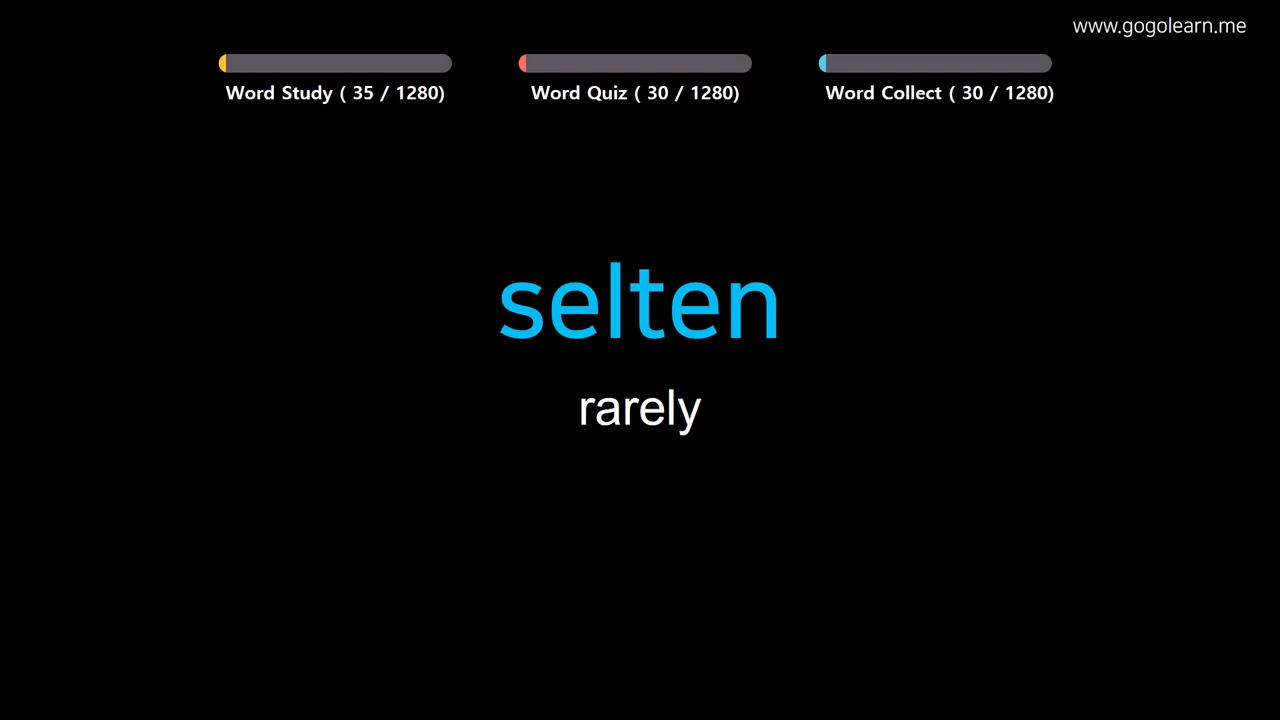 www.gogolearn.me
Word Study ( 35 / 1280)
Word Quiz ( 30 / 1280)
Word Collect ( 30 / 1280)
selten
rarely